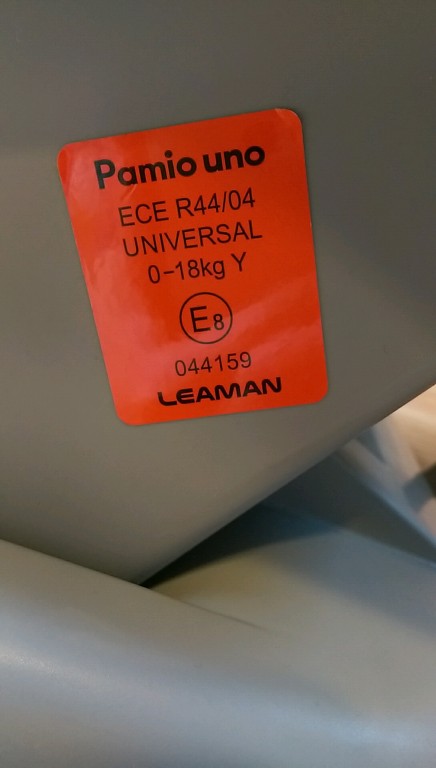 Pamio uno
ECE R44/04
UNIVERSAL
0-18kg Y
E8
044159
LEAMAN